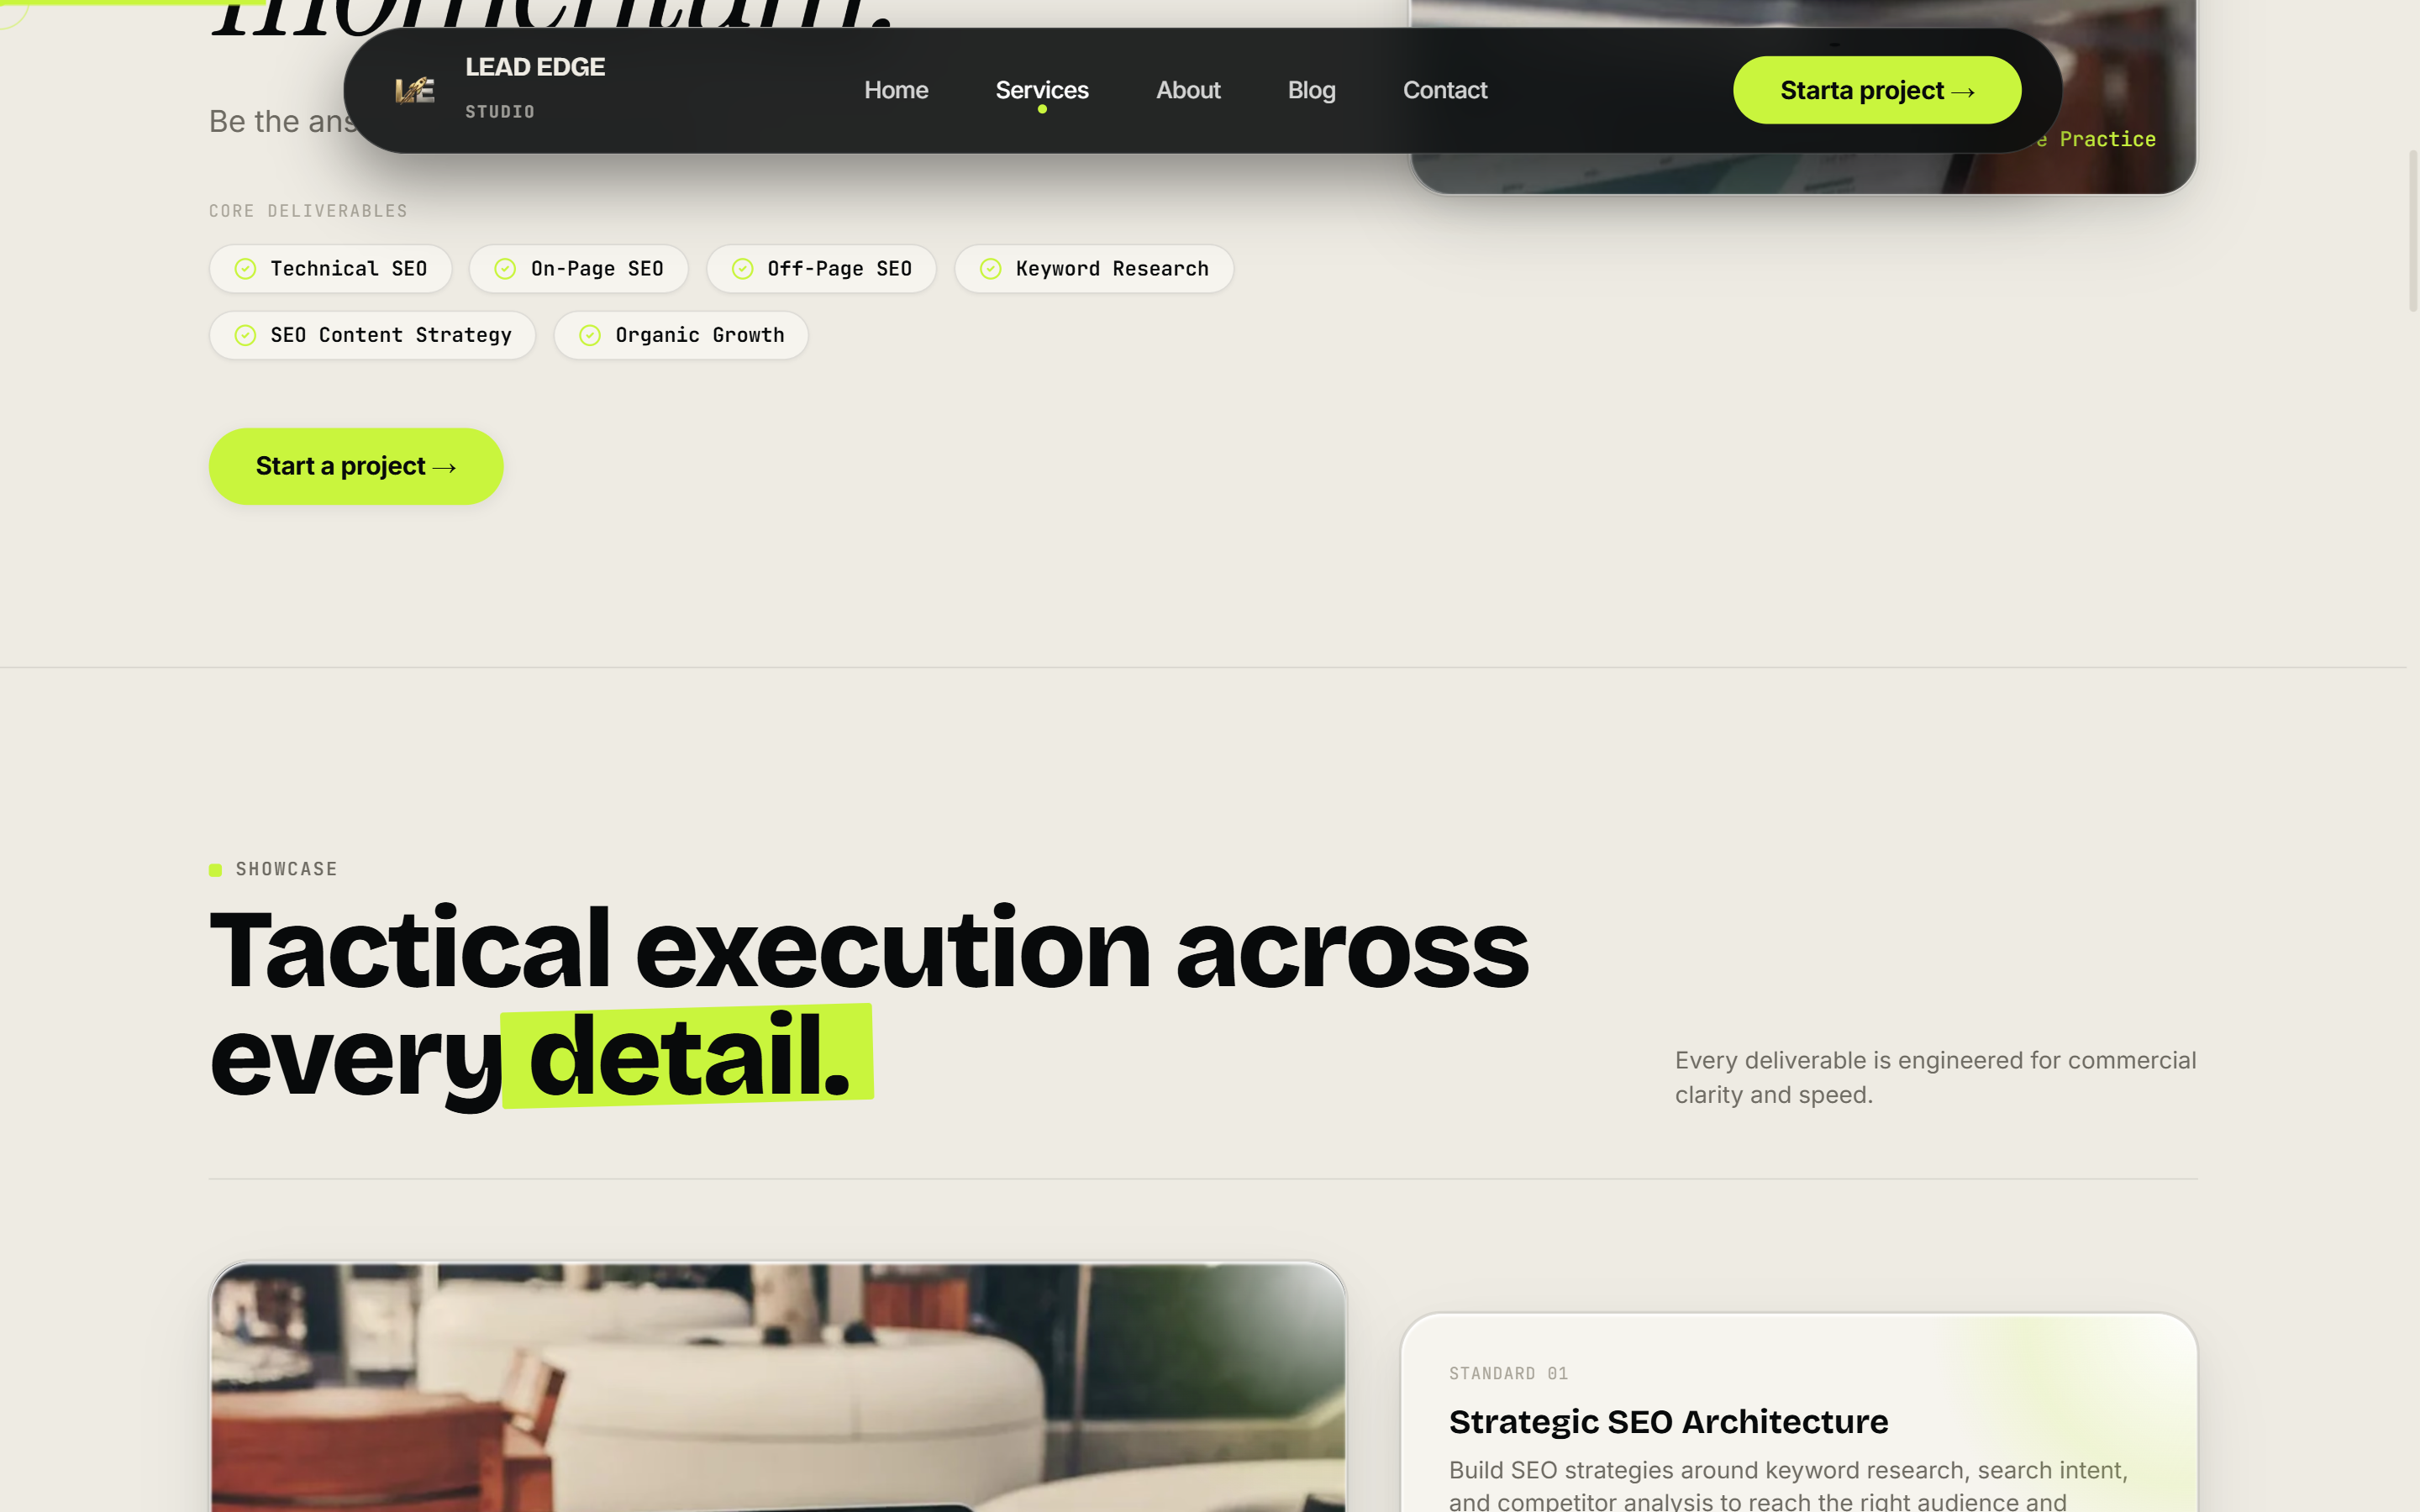 momentum.
LE
LEAD EDGE
STUDIO
Home
Services
About
Blog
Contact
Starta project →
Be the
Practice
CORE DELIVERABLES
Technical SEO
On-Page SEO
Off-Page SEO
Keyword Research
SEO Content Strategy
Organic Growth
Start a project →
SHOWCASE
Tactical execution across
every detail.
Every deliverable is engineered for commercial
clarity and speed.
STANDARD 01
Strategic SEO Architecture
Build SEO strategies around keyword research, search intent,
and competitor analysis to reach the right audience and